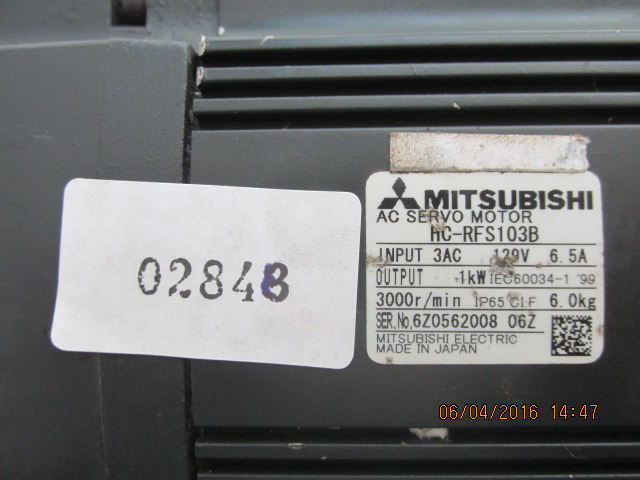 02848
MITSUBISHI
AC SERVO MOTOR
HC-RFS103B
INPUT 3AC 129V 6.5A
OUTPUT 1kW IEC60034-1 '99
3000r/min IP65 Cl.F 6.0kg
SER.No.6Z0562008 06Z
MITSUBISHI ELECTRIC
MADE IN JAPAN
06/04/2016 14:47